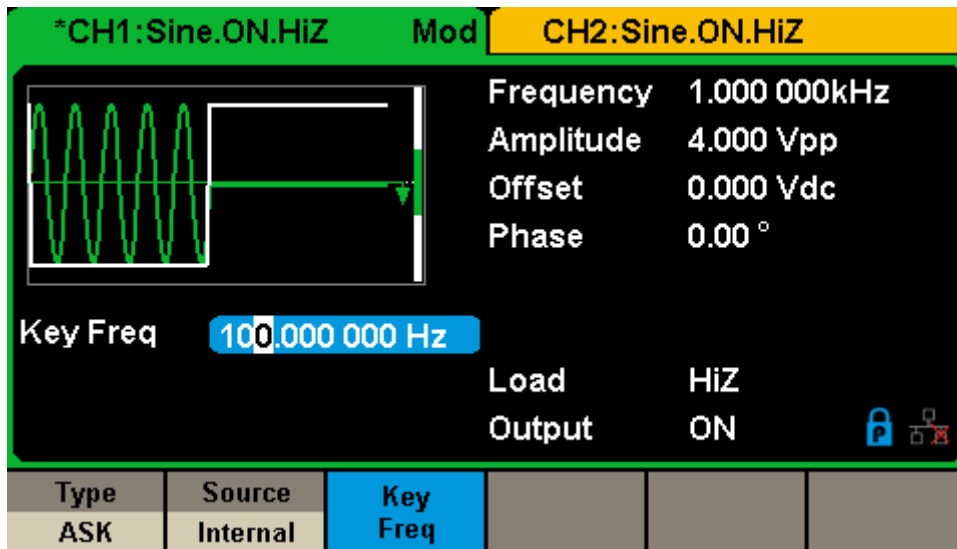 *CH1:Sine.ON.HiZ Mod CH2:Sine.ON.HiZ
Frequency 1.000 000kHz
Amplitude 4.000 Vpp
Offset 0.000 Vdc
Phase 0.00 °
Key Freq 100.000 000 Hz
Load HiZ
Output ON P
Type Source Key Freq
ASK Internal